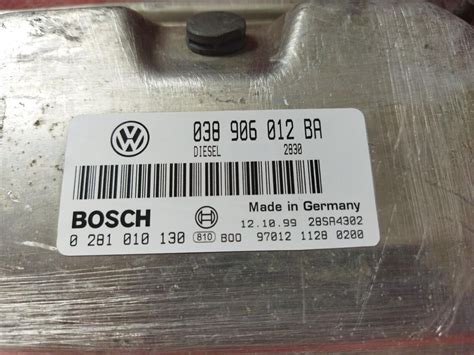 038 906 012 BA
DIESEL 2830
Made in Germany
BOSCH 12.10.99 28SA4302
0 281 010 130 810 B00 97012 1128 0200